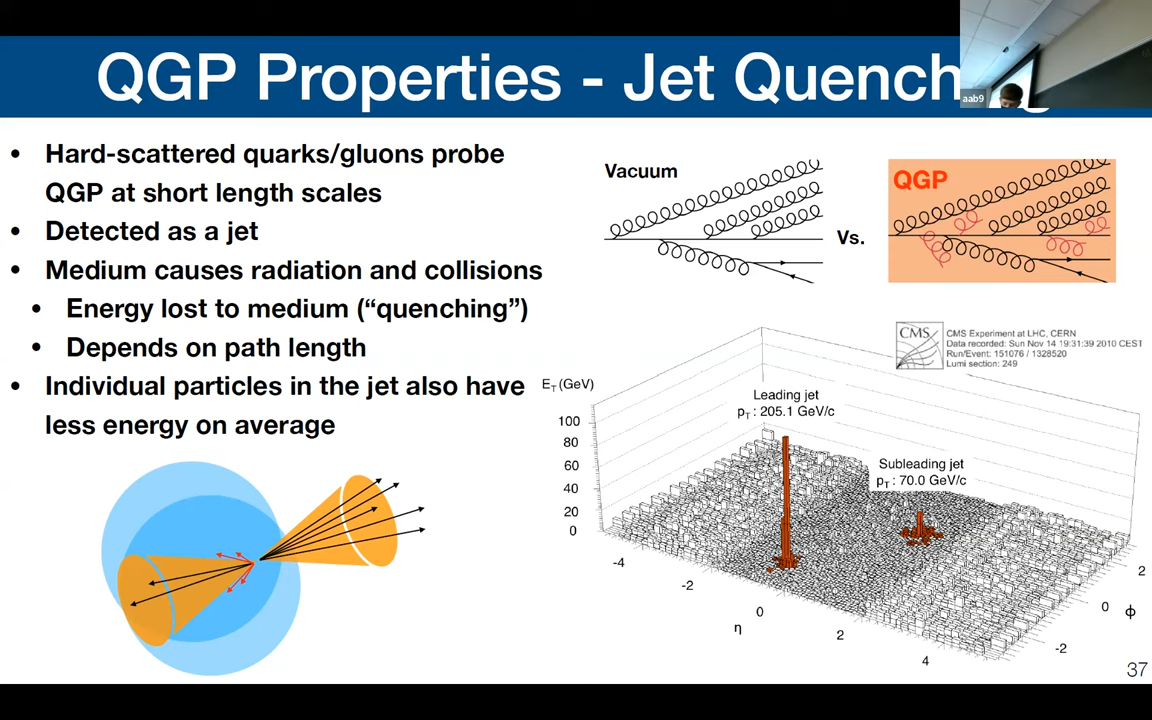 QGP Properties - Jet Quench
aab9
• Hard-scattered quarks/gluons probe
QGP at short length scales
• Detected as a jet
• Medium causes radiation and collisions
• Energy lost to medium (“quenching”)
• Depends on path length
• Individual particles in the jet also have
less energy on average
Vacuum
Vs.
QGP
CMS
CMS Experiment at LHC, CERN
Data recorded: Sun Nov 14 19:31:39 2010 CEST
Run/Event: 151076 / 1328520
Lumi section: 249
E_T (GeV)
Leading jet
p_T : 205.1 GeV/c
Subleading jet
p_T : 70.0 GeV/c
100
80
60
40
20
0
-4
-2
0
2
4
η
2
0
-2
ϕ
37